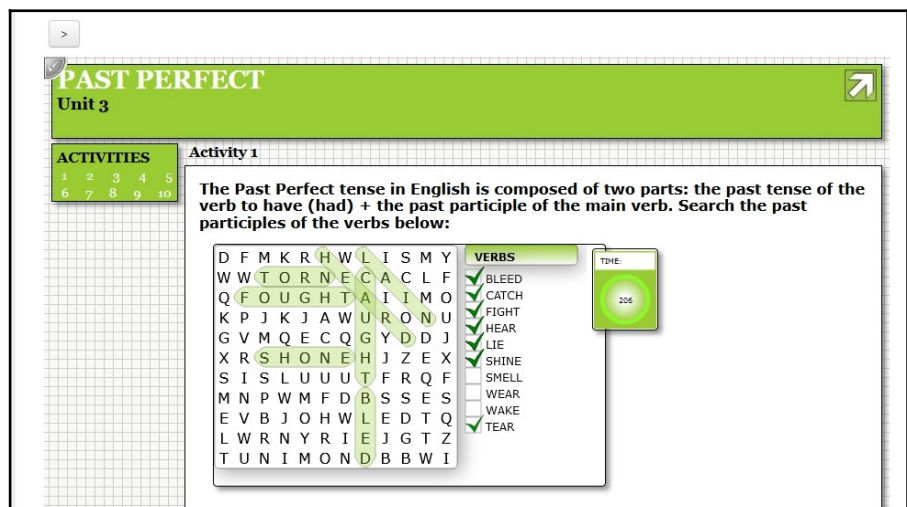 >
PAST PERFECT
Unit 3
ACTIVITIES
1 2 3 4 5
6 7 8 9 10
Activity 1
The Past Perfect tense in English is composed of two parts: the past tense of the
verb to have (had) + the past participle of the main verb. Search the past
participles of the verbs below:
D F M K R H W L I S M Y
W W T O R N E C A C L F
Q F O U G H T A I I M O
K P J K J A W U R O N U
G V M Q E C Q G Y D D J
X R S H O N E H J Z E X
S I S L U U U T F R Q F
M N P W M F D B S S E S
E V B J O H W L E D T Q
L W R N Y R I E J G T Z
T U N I M O N D B B W I
VERBS
BLEED
CATCH
FIGHT
HEAR
LIE
SHINE
SMELL
WEAR
WAKE
TEAR
TIME:
206